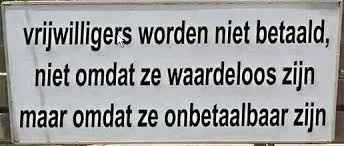 vrijwilligers worden niet betaald,
niet omdat ze waardeloos zijn
maar omdat ze onbetaalbaar zijn